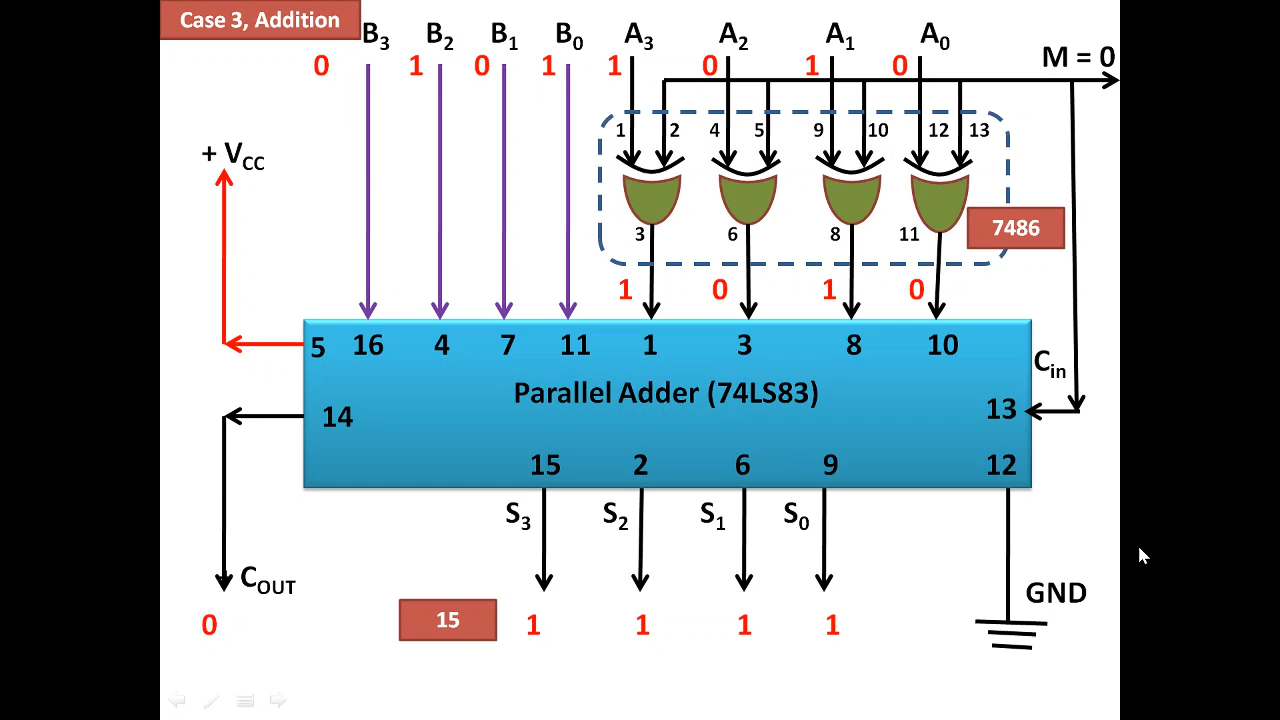 Case 3, Addition
B3 B2 B1 B0 A3 A2 A1 A0
0 1 0 1 1 0 1 0
M = 0
1 2 4 5 9 10 12 13
+ VCC
3 6 8 11
7486
1 0 1 0
5 16 4 7 11 1 3 8 10
Cin
Parallel Adder (74LS83)
14
13
15 2 6 9 12
S3 S2 S1 S0
COUT
GND
0
15
1 1 1 1